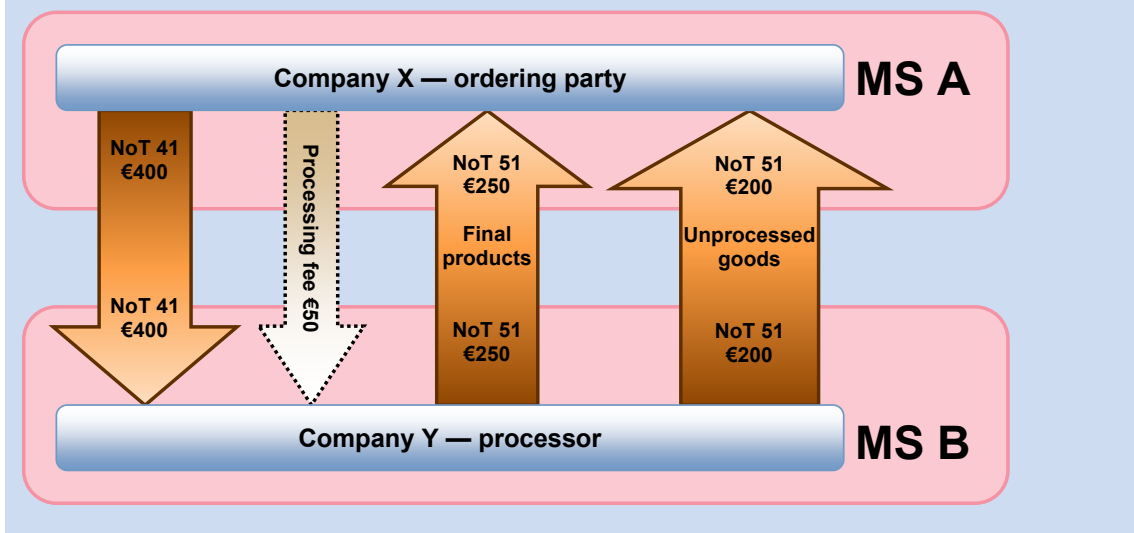 Company X — ordering party
MS A
NoT 41
€400
Processing fee €50
NoT 51
€250
NoT 51
€200
Final
products
Unprocessed
goods
NoT 41
€400
NoT 51
€250
NoT 51
€200
Company Y — processor
MS B